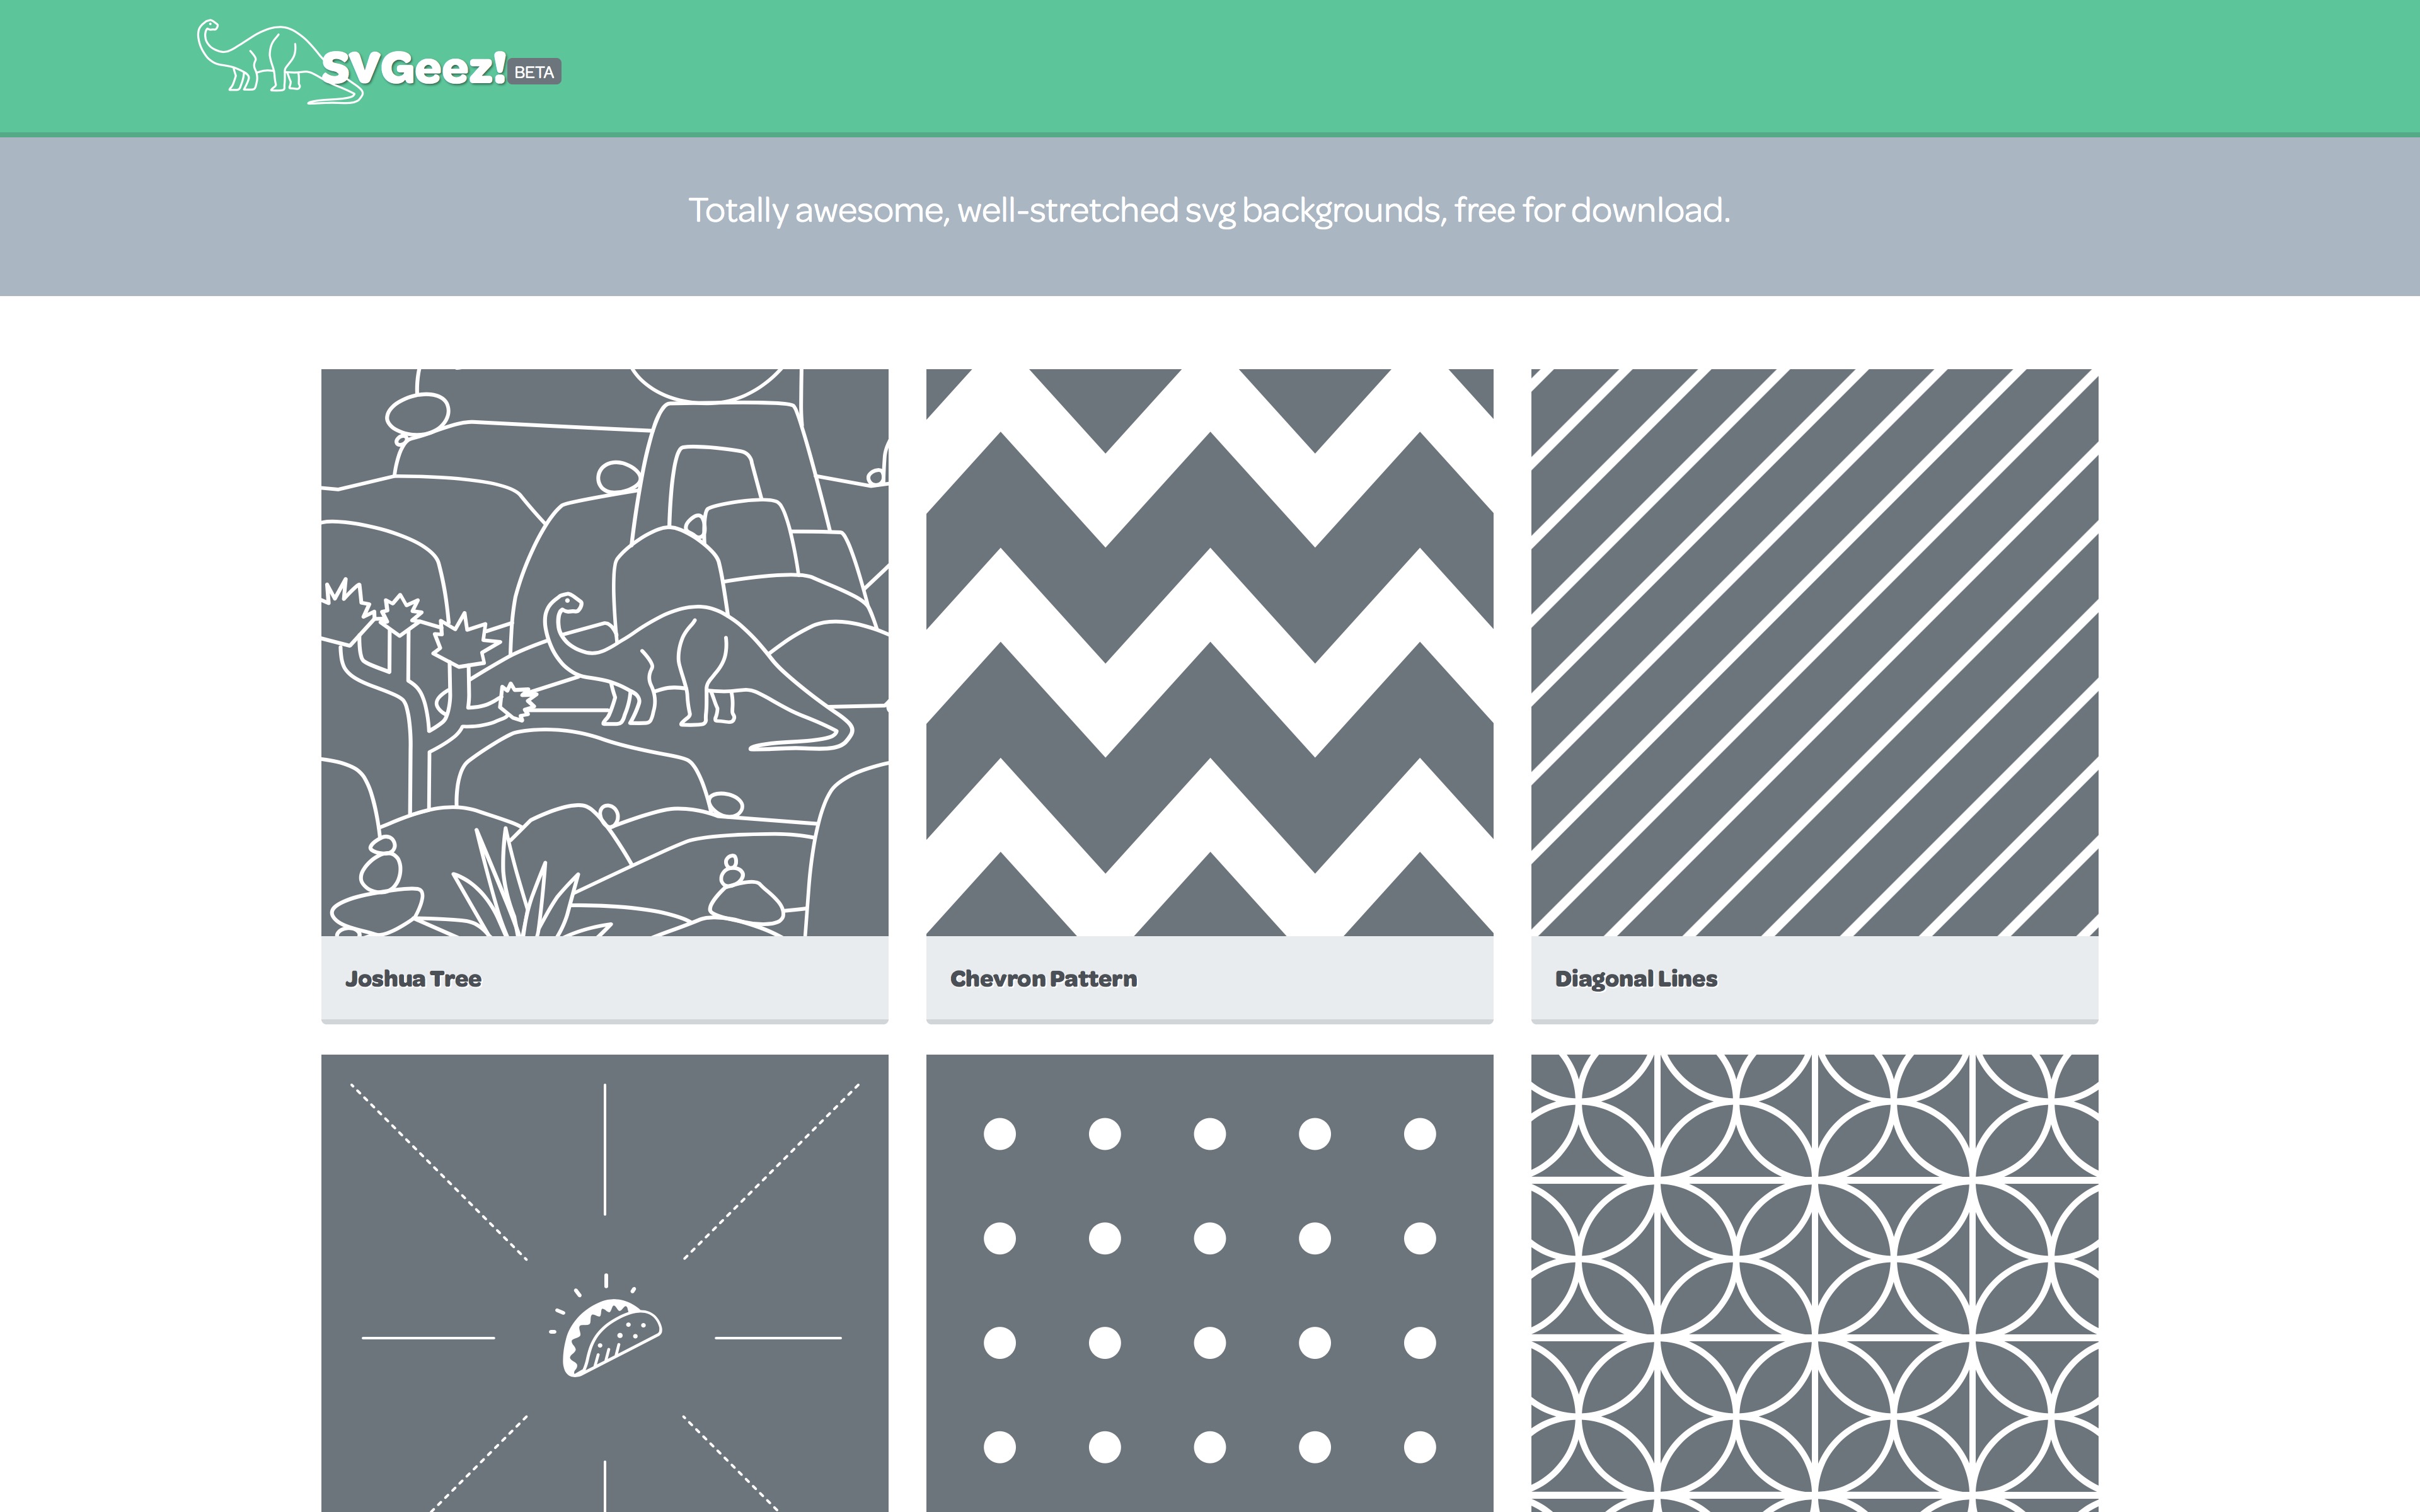 SVGeez! BETA
Totally awesome, well-stretched svg backgrounds, free for download.
Joshua Tree
Chevron Pattern
Diagonal Lines